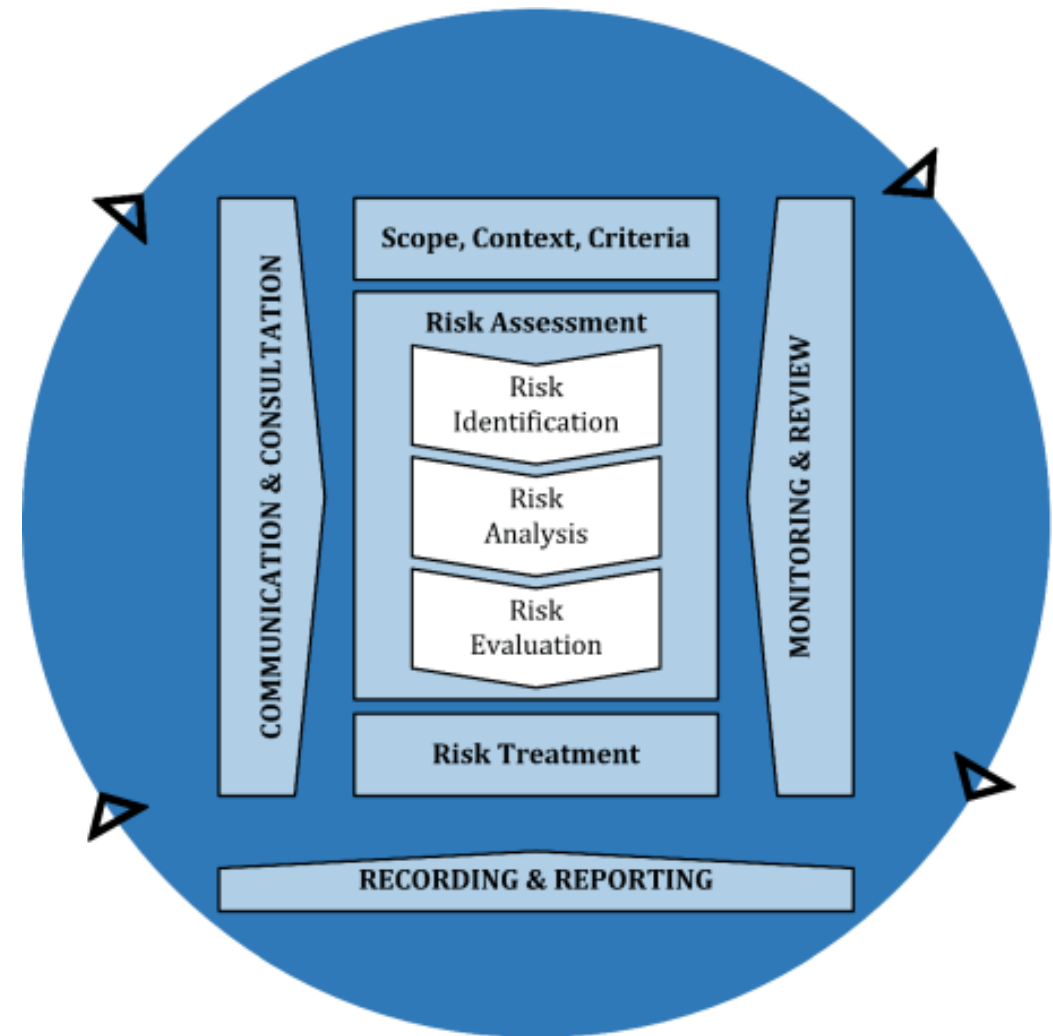 Scope, Context, Criteria
COMMUNICATION & CONSULTATION
Risk Assessment
Risk
Identification
Risk
Analysis
Risk
Evaluation
MONITORING & REVIEW
Risk Treatment
RECORDING & REPORTING